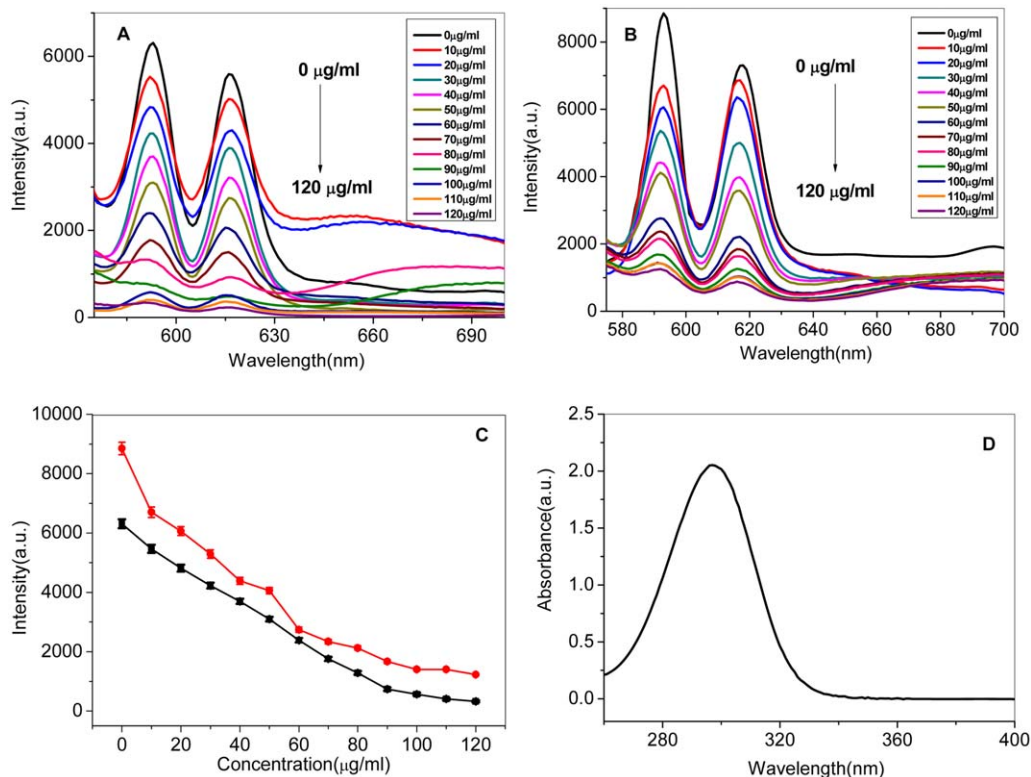 A
0μg/ml
10μg/ml
20μg/ml
30μg/ml
40μg/ml
50μg/ml
60μg/ml
70μg/ml
80μg/ml
90μg/ml
100μg/ml
110μg/ml
120μg/ml
0 μg/ml
120 μg/ml
6000
4000
2000
0
Intensity(a.u.)
600 630 660 690
Wavelength(nm)
B
0μg/ml
10μg/ml
20μg/ml
30μg/ml
40μg/ml
50μg/ml
60μg/ml
70μg/ml
80μg/ml
90μg/ml
100μg/ml
110μg/ml
120μg/ml
0 μg/ml
120 μg/ml
8000
6000
4000
2000
0
Intensity(a.u.)
580 600 620 640 660 680 700
Wavelength(nm)
C
10000
8000
6000
4000
2000
0
Intensity(a.u.)
0 20 40 60 80 100 120
Concentration(μg/ml)
D
2.5
2.0
1.5
1.0
0.5
0.0
Absorbance(a.u.)
280 320 360 400
Wavelength(nm)